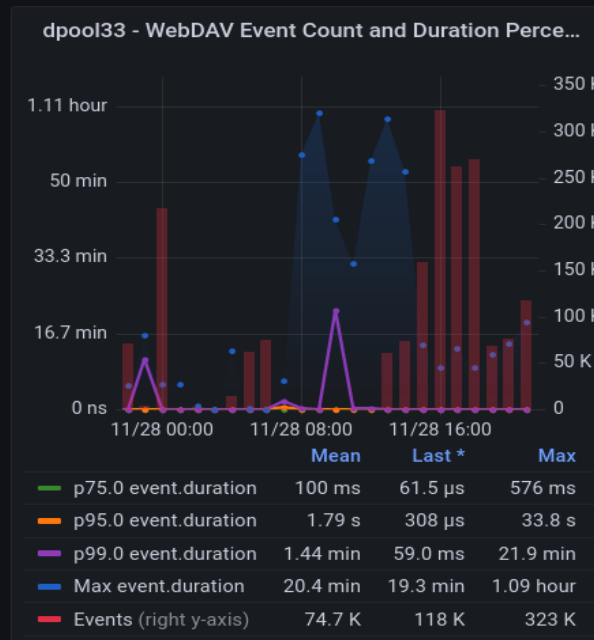 dpool33 - WebDAV Event Count and Duration Perce...
1.11 hour
50 min
33.3 min
16.7 min
0 ns
350 K
300 K
250 K
200 K
150 K
100 K
50 K
0
11/28 00:00 11/28 08:00 11/28 16:00
Mean Last * Max
p75.0 event.duration 100 ms 61.5 µs 576 ms
p95.0 event.duration 1.79 s 308 µs 33.8 s
p99.0 event.duration 1.44 min 59.0 ms 21.9 min
Max event.duration 20.4 min 19.3 min 1.09 hour
Events (right y-axis) 74.7 K 118 K 323 K